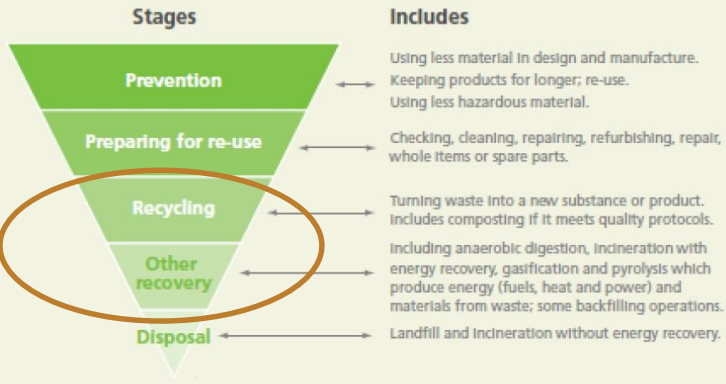 Stages
Includes
Prevention
Using less material in design and manufacture.
Keeping products for longer; re-use.
Using less hazardous material.
Preparing for re-use
Checking, cleaning, repairing, refurbishing, repair,
whole items or spare parts.
Recycling
Turning waste into a new substance or product.
Includes composting if it meets quality protocols.
Other
recovery
Including anaerobic digestion, incineration with
energy recovery, gasification and pyrolysis which
produce energy (fuels, heat and power) and
materials from waste; some backfilling operations.
Disposal
Landfill and incineration without energy recovery.